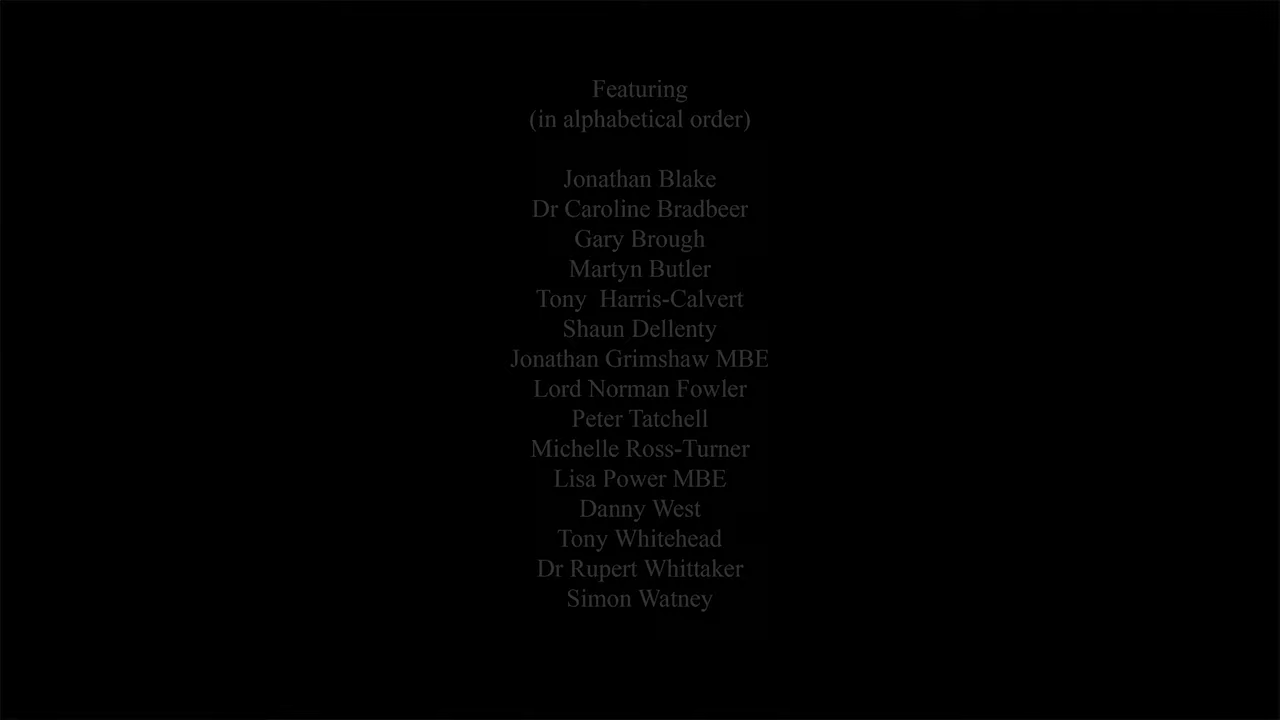 Featuring
(in alphabetical order)
Jonathan Blake
Dr Caroline Bradbeer
Gary Brough
Martyn Butler
Tony  Harris-Calvert
Shaun Dellenty
Jonathan Grimshaw MBE
Lord Norman Fowler
Peter Tatchell
Michelle Ross-Turner
Lisa Power MBE
Danny West
Tony Whitehead
Dr Rupert Whittaker
Simon Watney